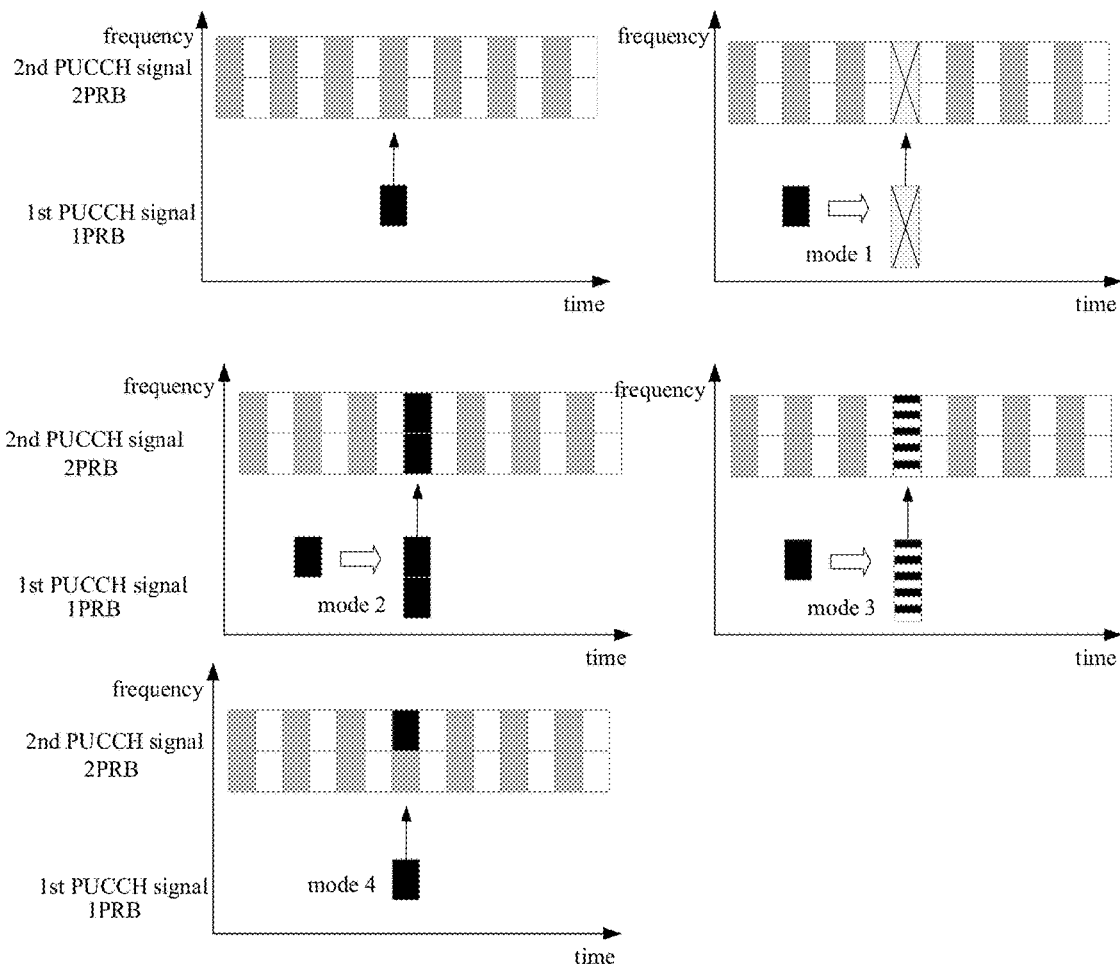 frequency
2nd PUCCH signal
2PRB
1st PUCCH signal
1PRB
time
frequency
mode 1
time
frequency
2nd PUCCH signal
2PRB
1st PUCCH signal
1PRB
mode 2
time
frequency
mode 3
time
frequency
2nd PUCCH signal
2PRB
1st PUCCH signal
1PRB
mode 4
time